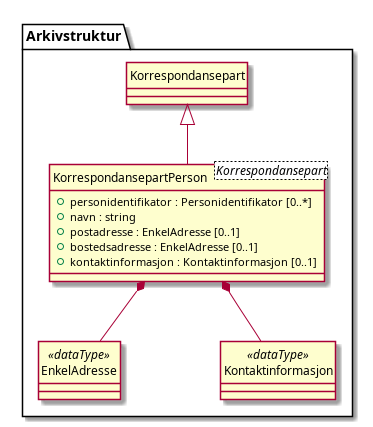 Arkivstruktur
Korrespondansepart
KorrespondansepartPerson
Korrespondansepart
personidentifikator : Personidentifikator [0..*]
navn : string
postadresse : EnkelAdresse [0..1]
bostedsadresse : EnkelAdresse [0..1]
kontaktinformasjon : Kontaktinformasjon [0..1]
«dataType»
EnkelAdresse
«dataType»
Kontaktinformasjon